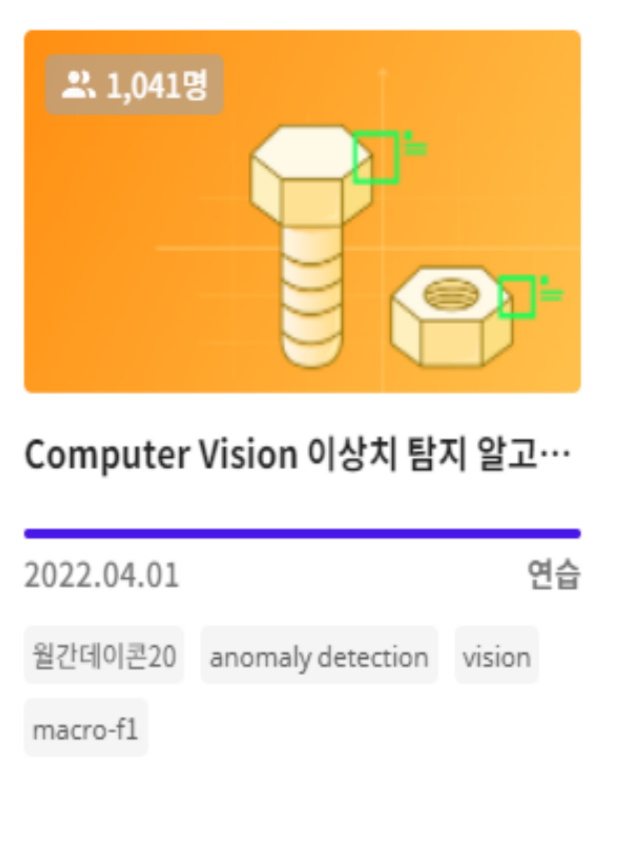 1,041명
Computer Vision 이상치 탐지 알고…
2022.04.01 연습
월간데이콘20 anomaly detection vision
macro-f1